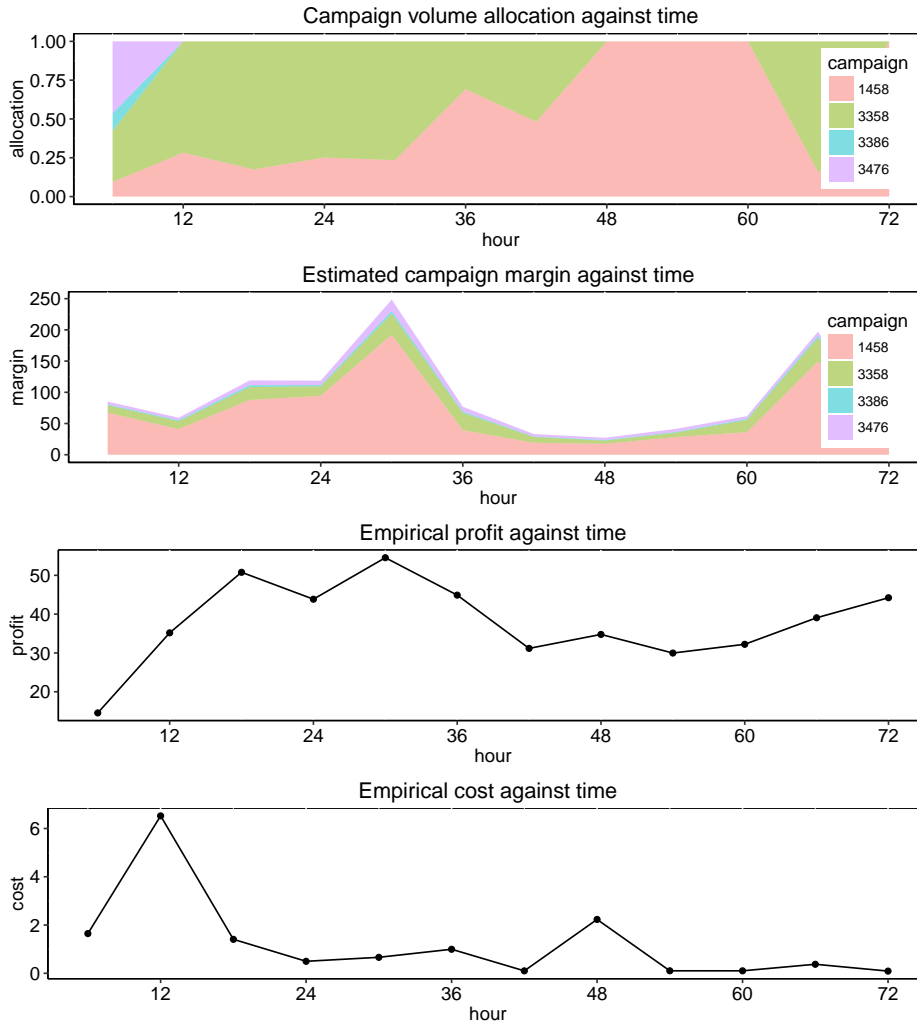 Campaign volume allocation against time
allocation
1.00
0.75
0.50
0.25
0.00
campaign
1458
3358
3386
3476
12 24 36 48 60 72
hour
Estimated campaign margin against time
margin
250
200
150
100
50
0
campaign
1458
3358
3386
3476
12 24 36 48 60 72
hour
Empirical profit against time
profit
50
40
30
20
12 24 36 48 60 72
hour
Empirical cost against time
cost
6
4
2
0
12 24 36 48 60 72
hour